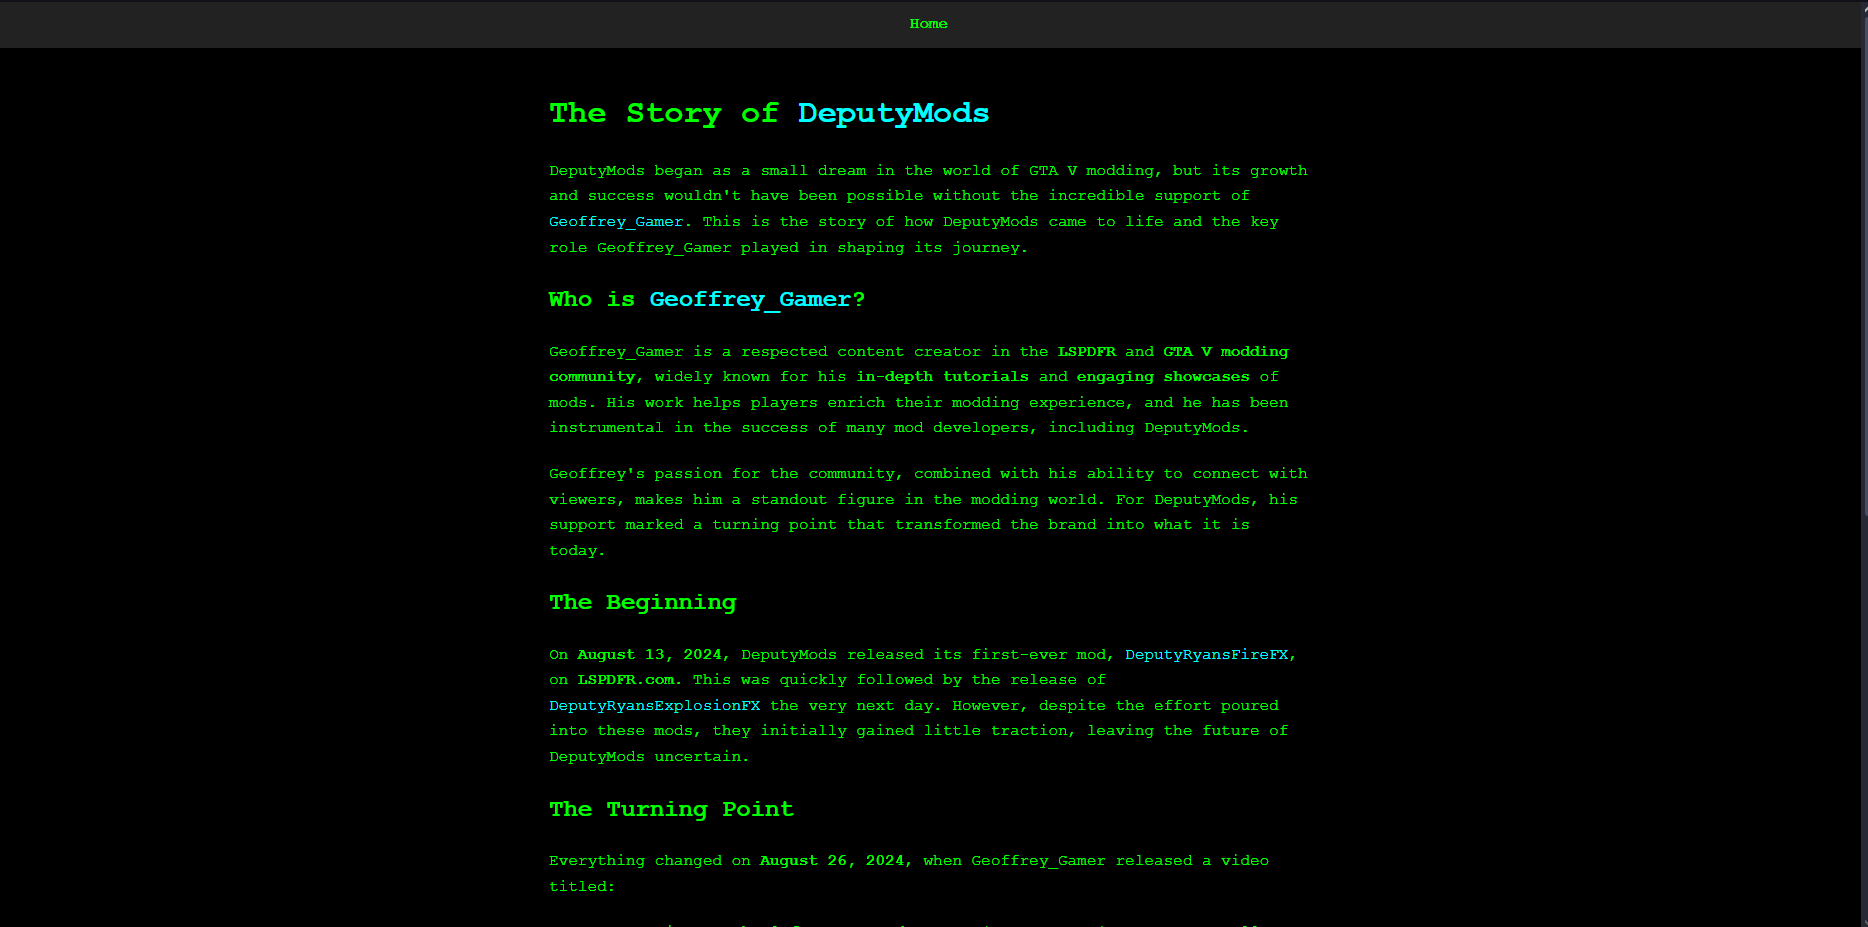 Home
The Story of DeputyMods
DeputyMods began as a small dream in the world of GTA V modding, but its growth
and success wouldn't have been possible without the incredible support of
Geoffrey_Gamer. This is the story of how DeputyMods came to life and the key
role Geoffrey_Gamer played in shaping its journey.
Who is Geoffrey_Gamer?
Geoffrey_Gamer is a respected content creator in the LSPDFR and GTA V modding
community, widely known for his in-depth tutorials and engaging showcases of
mods. His work helps players enrich their modding experience, and he has been
instrumental in the success of many mod developers, including DeputyMods.
Geoffrey's passion for the community, combined with his ability to connect with
viewers, makes him a standout figure in the modding world. For DeputyMods, his
support marked a turning point that transformed the brand into what it is
today.
The Beginning
On August 13, 2024, DeputyMods released its first-ever mod, DeputyRyansFireFX,
on LSPDFR.com. This was quickly followed by the release of
DeputyRyansExplosionFX the very next day. However, despite the effort poured
into these mods, they initially gained little traction, leaving the future of
DeputyMods uncertain.
The Turning Point
Everything changed on August 26, 2024, when Geoffrey_Gamer released a video
titled: